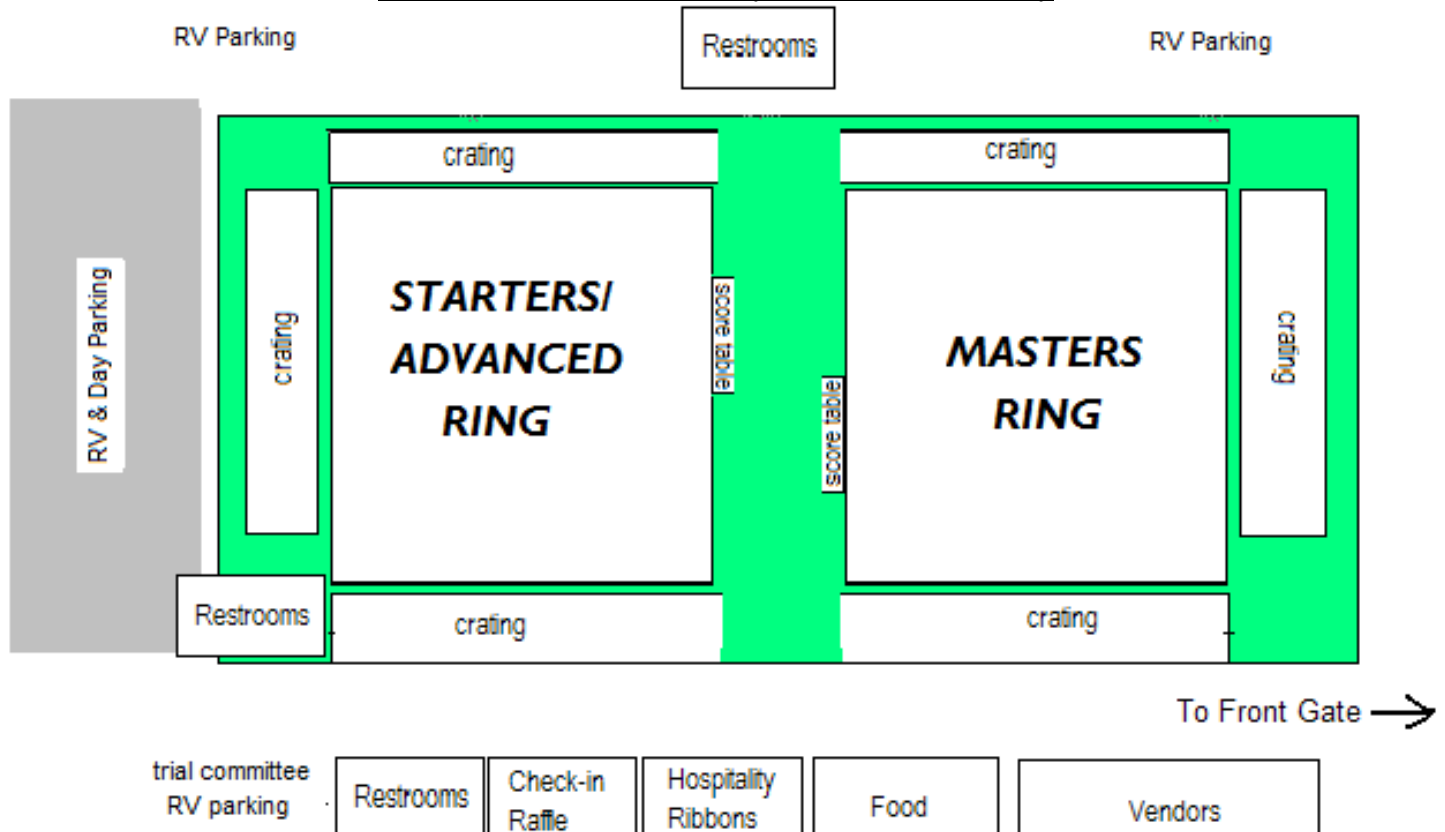 RV Parking
Restrooms
RV Parking
crating
crating
RV & Day Parking
crating
STARTERS/
ADVANCED
RING
score table
score table
MASTERS
RING
crating
Restrooms
crating
crating
To Front Gate
trial committee
RV parking
Restrooms
Check-in
Raffle
Hospitality
Ribbons
Food
Vendors